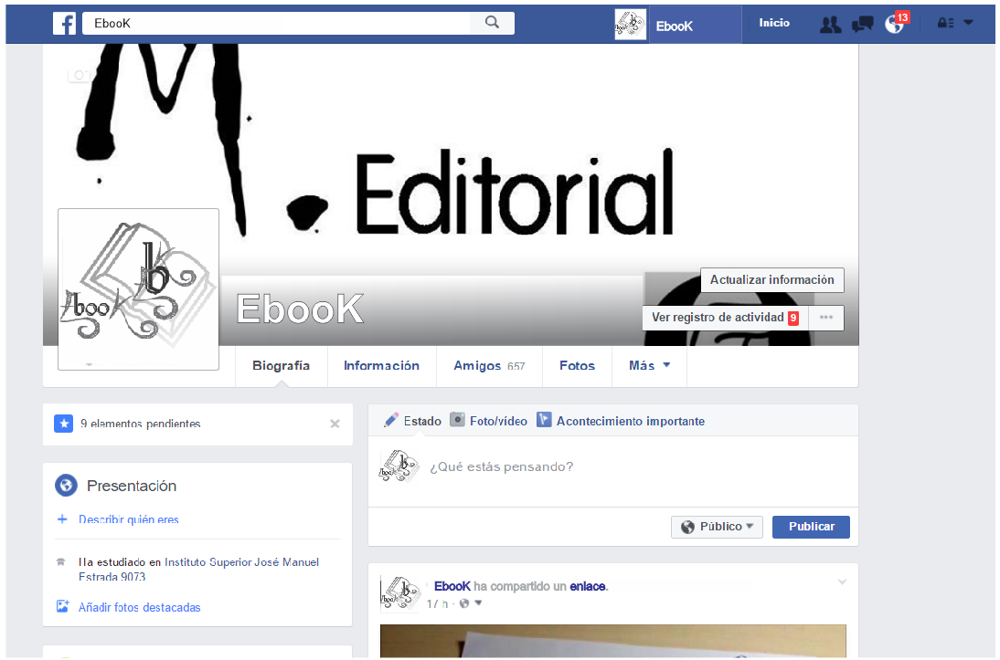 EbooK
EbooK
Inicio
13
M. Editorial
b
EbooK
EbooK
Actualizar información
Ver registro de actividad 9
Biografía Información Amigos 657 Fotos Más
9 elementos pendientes
Estado Foto/vídeo Acontecimiento importante
¿Qué estás pensando?
Presentación
Describir quién eres
Ha estudiado en Instituto Superior José Manuel
Estrada 9073
Añadir fotos destacadas
Público Publicar
EbooK ha compartido un enlace.
17 h